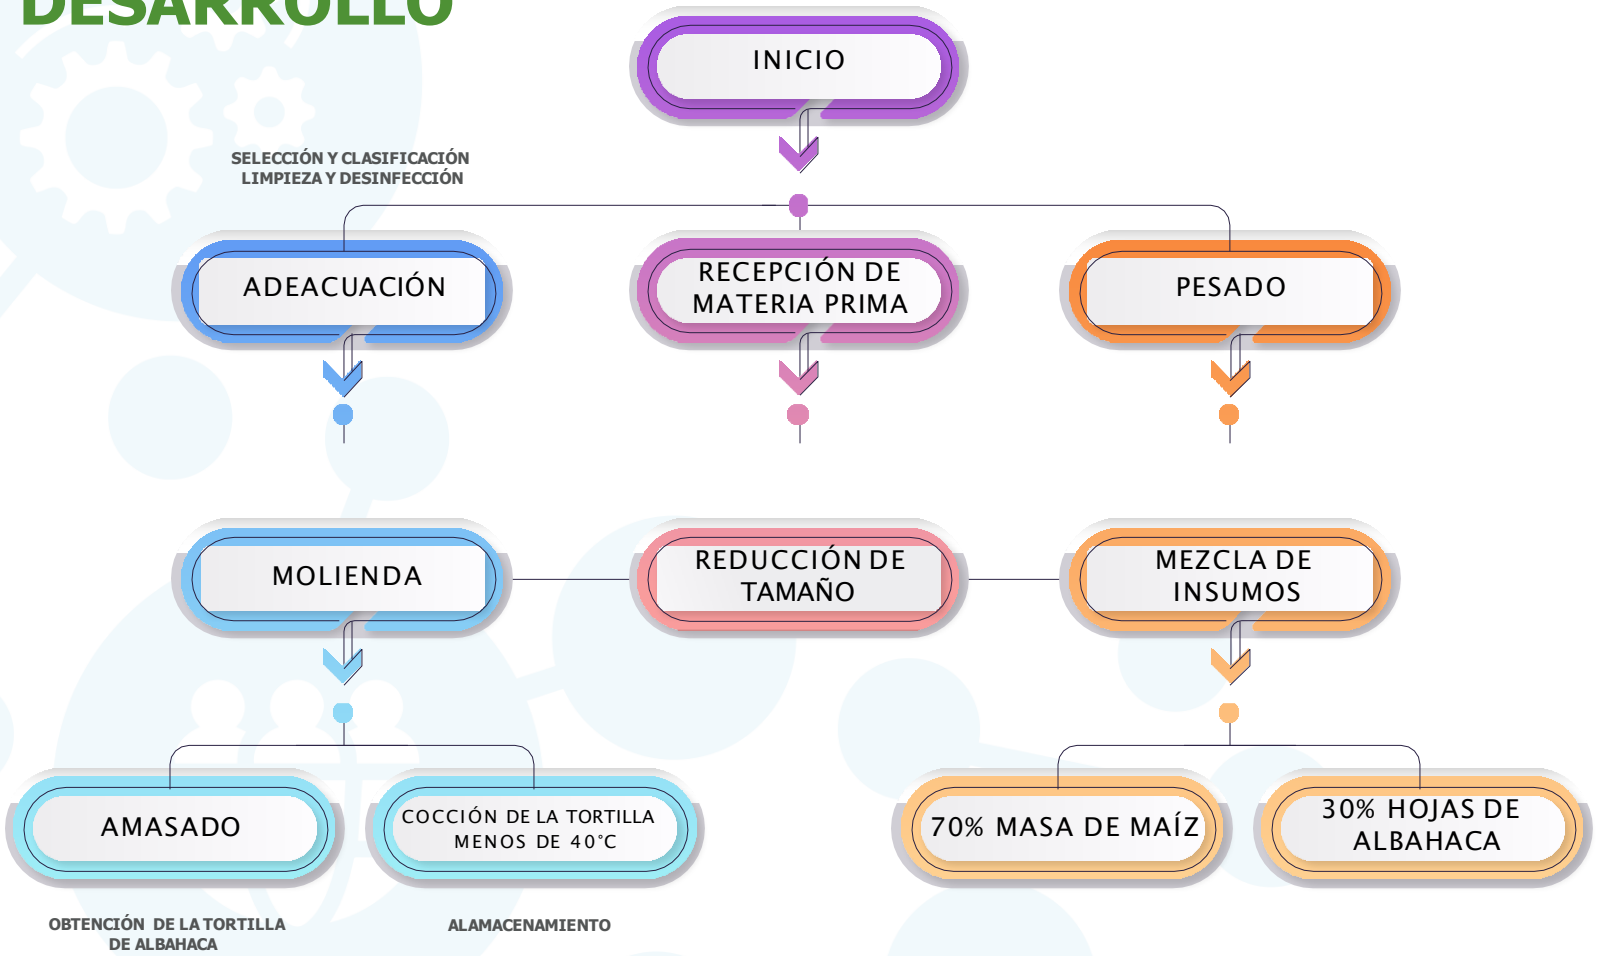 DESARROLLO
INICIO
SELECCIÓN Y CLASIFICACIÓN
LIMPIEZA Y DESINFECCIÓN
ADEACUACIÓN
RECEPCIÓN DE
MATERIA PRIMA
PESADO
MOLIENDA
REDUCCIÓN DE
TAMAÑO
MEZCLA DE
INSUMOS
AMASADO
COCCIÓN DE LA TORTILLA
MENOS DE 40°C
70% MASA DE MAÍZ
30% HOJAS DE
ALBAHACA
OBTENCIÓN DE LA TORTILLA
DE ALBAHACA
ALAMACENAMIENTO